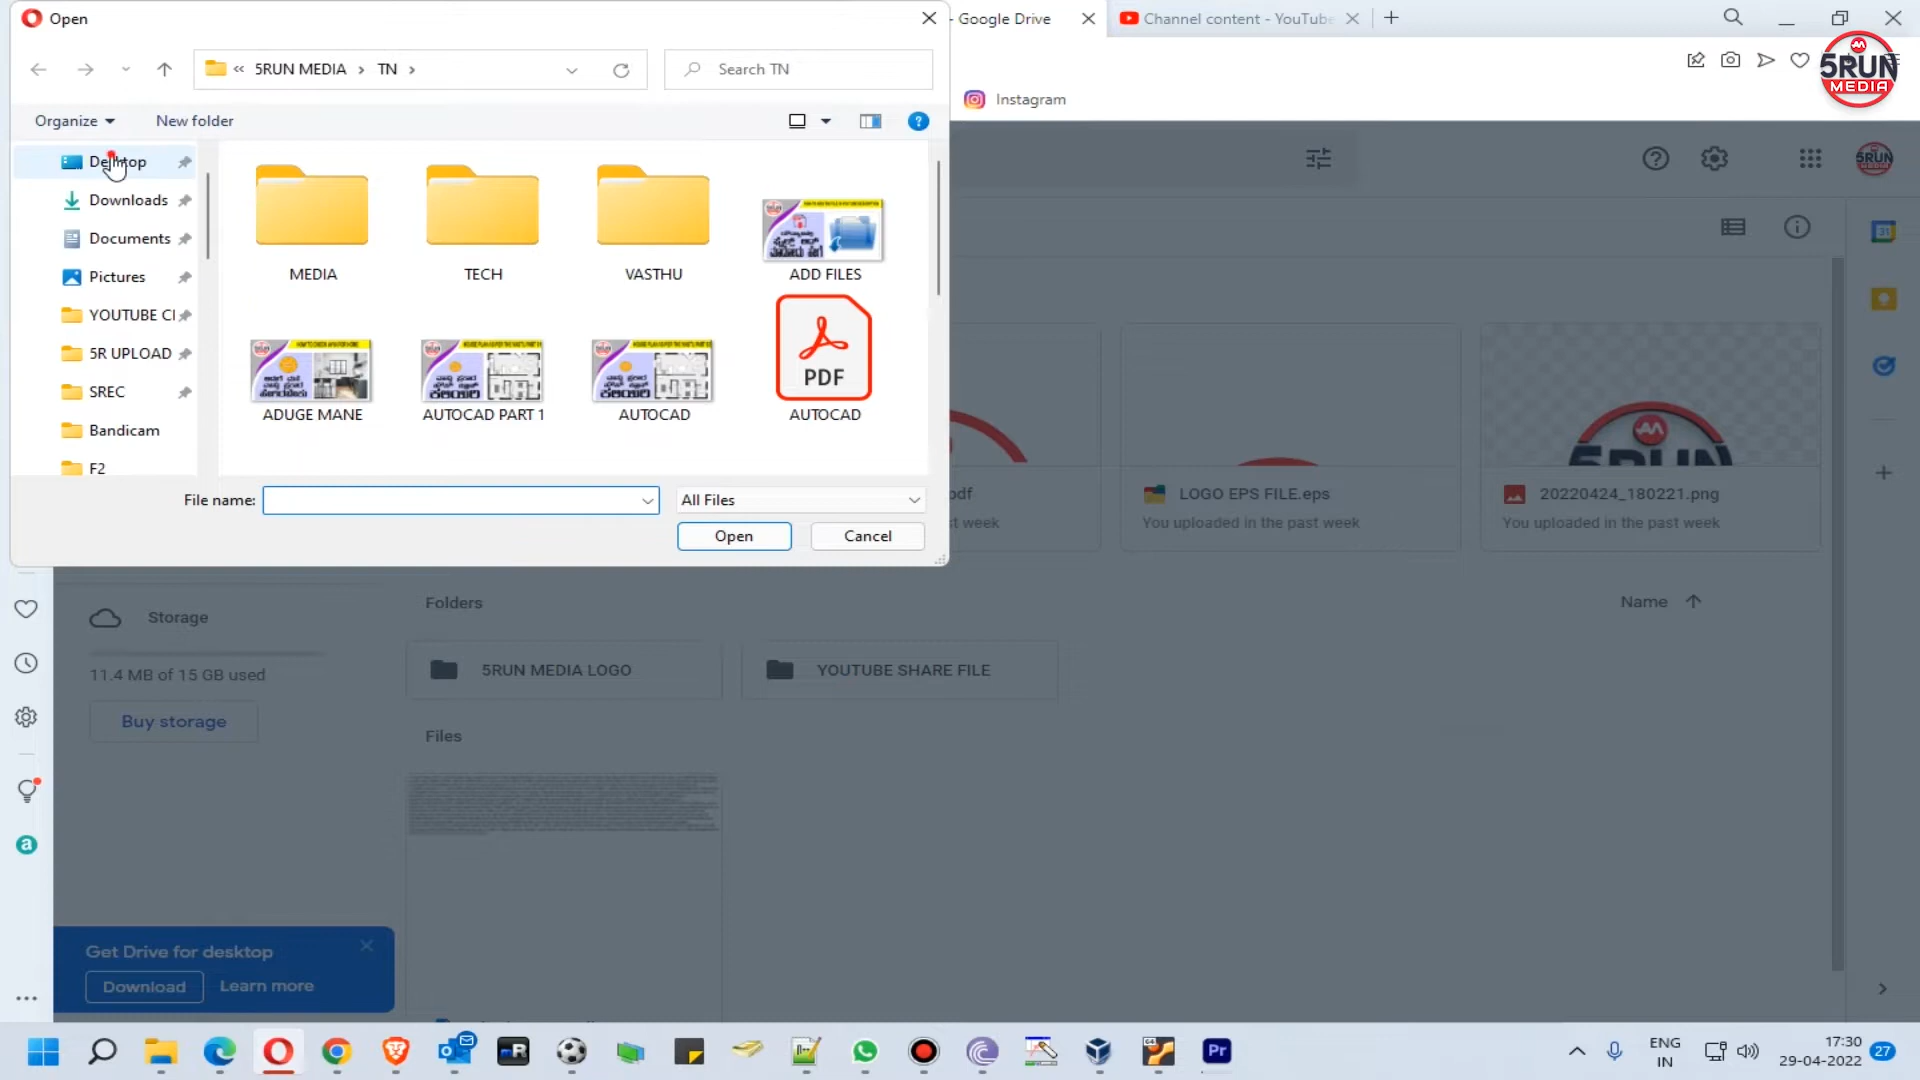 Open
- Google Drive
Channel content - YouTube
5RUN MEDIA
TN
Search TN
5RUN
MEDIA
Instagram
Organize
New folder
Desktop
Downloads
Documents
Pictures
YOUTUBE
5R UPLOAD
SREC
Bandicam
F2
MEDIA
TECH
VASTHU
ADD FILES
ADUGE MANE
AUTOCAD PART 1
AUTOCAD
PDF
AUTOCAD
File name:
All Files
Open
Cancel
31
5RUN
MEDIA
LOGO EPS FILE.eps
You uploaded in the past week
20220424_180221.png
You uploaded in the past week
5RUN
Storage
11.4 MB of 15 GB used
Buy storage
Folders
Name
5RUN MEDIA LOGO
YOUTUBE SHARE FILE
Files
Get Drive for desktop
Download
Learn more
a
R
Pr
ENG
IN
17:30
29-04-2022
27